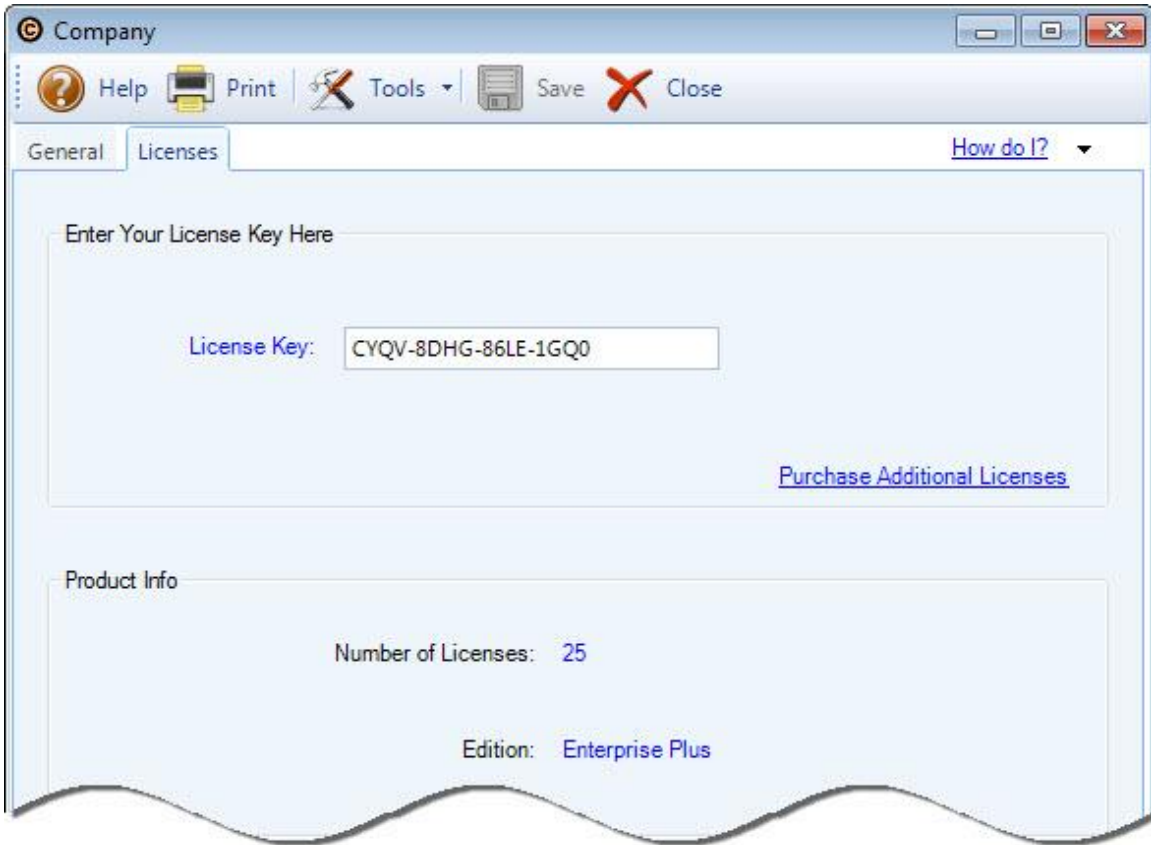 © Company
Help Print Tools Save Close
General Licenses How do I?
Enter Your License Key Here
License Key: CYQV-8DHG-86LE-1GQ0
Purchase Additional Licenses
Product Info
Number of Licenses: 25
Edition: Enterprise Plus